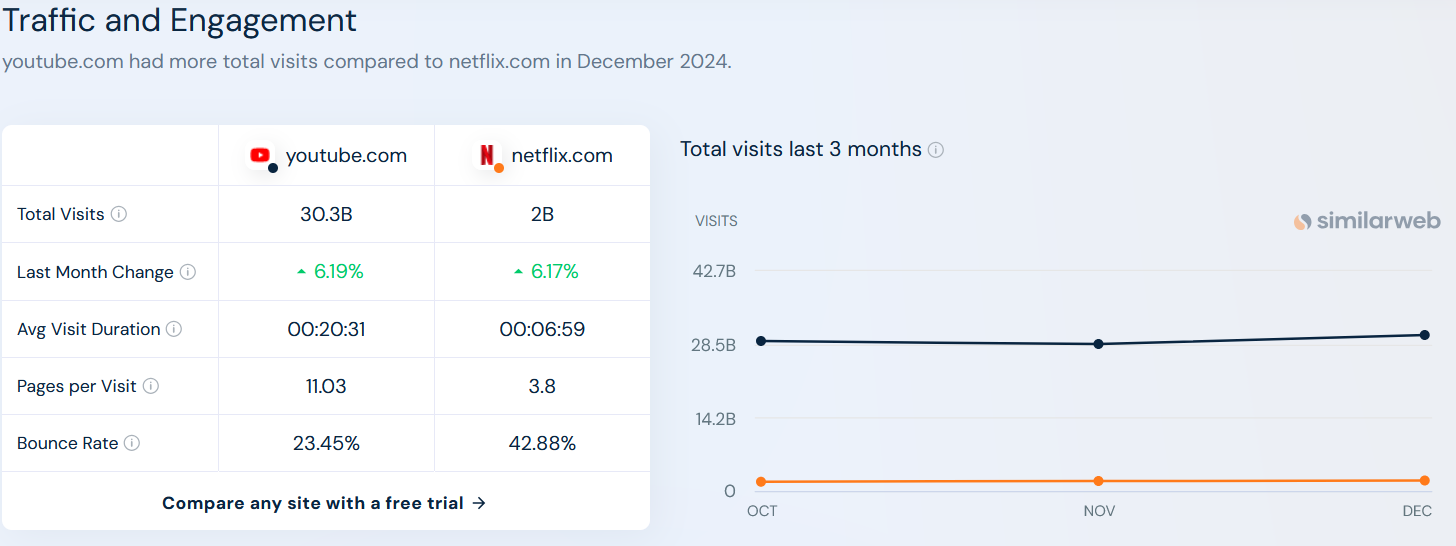 Traffic and Engagement
youtube.com had more total visits compared to netflix.com in December 2024.
youtube.com netflix.com
Total Visits 30.3B 2B
Last Month Change 6.19% 6.17%
Avg Visit Duration 00:20:31 00:06:59
Pages per Visit 11.03 3.8
Bounce Rate 23.45% 42.88%
Compare any site with a free trial →
Total visits last 3 months
VISITS
similarweb
42.7B
28.5B
14.2B
0
OCT NOV DEC